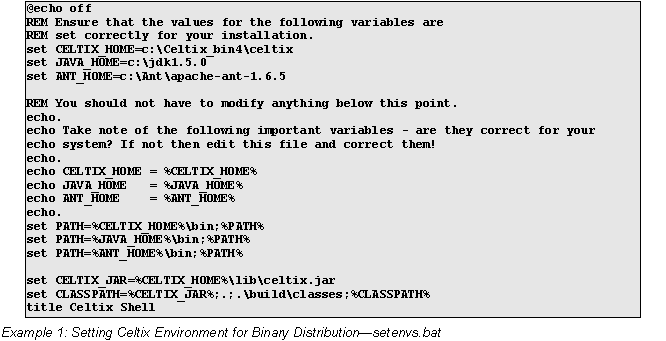 @echo off
REM Ensure that the values for the following variables are
REM set correctly for your installation.
set CELTIX_HOME=c:\Celtix_bin4\celtix
set JAVA_HOME=c:\jdk1.5.0
set ANT_HOME=c:\Ant\apache-ant-1.6.5
REM You should not have to modify anything below this point.
echo.
echo Take note of the following important variables - are they correct for your
echo system? If not then edit this file and correct them!
echo.
echo CELTIX_HOME = %CELTIX_HOME%
echo JAVA_HOME   = %JAVA_HOME%
echo ANT_HOME    = %ANT_HOME%
echo.
set PATH=%CELTIX_HOME%\bin;%PATH%
set PATH=%JAVA_HOME%\bin;%PATH%
set PATH=%ANT_HOME%\bin;%PATH%
set CELTIX_JAR=%CELTIX_HOME%\lib\celtix.jar
set CLASSPATH=%CELTIX_JAR%;.;.\build\classes;%CLASSPATH%
title Celtix Shell
Example 1: Setting Celtix Environment for Binary Distribution—setenvs.bat